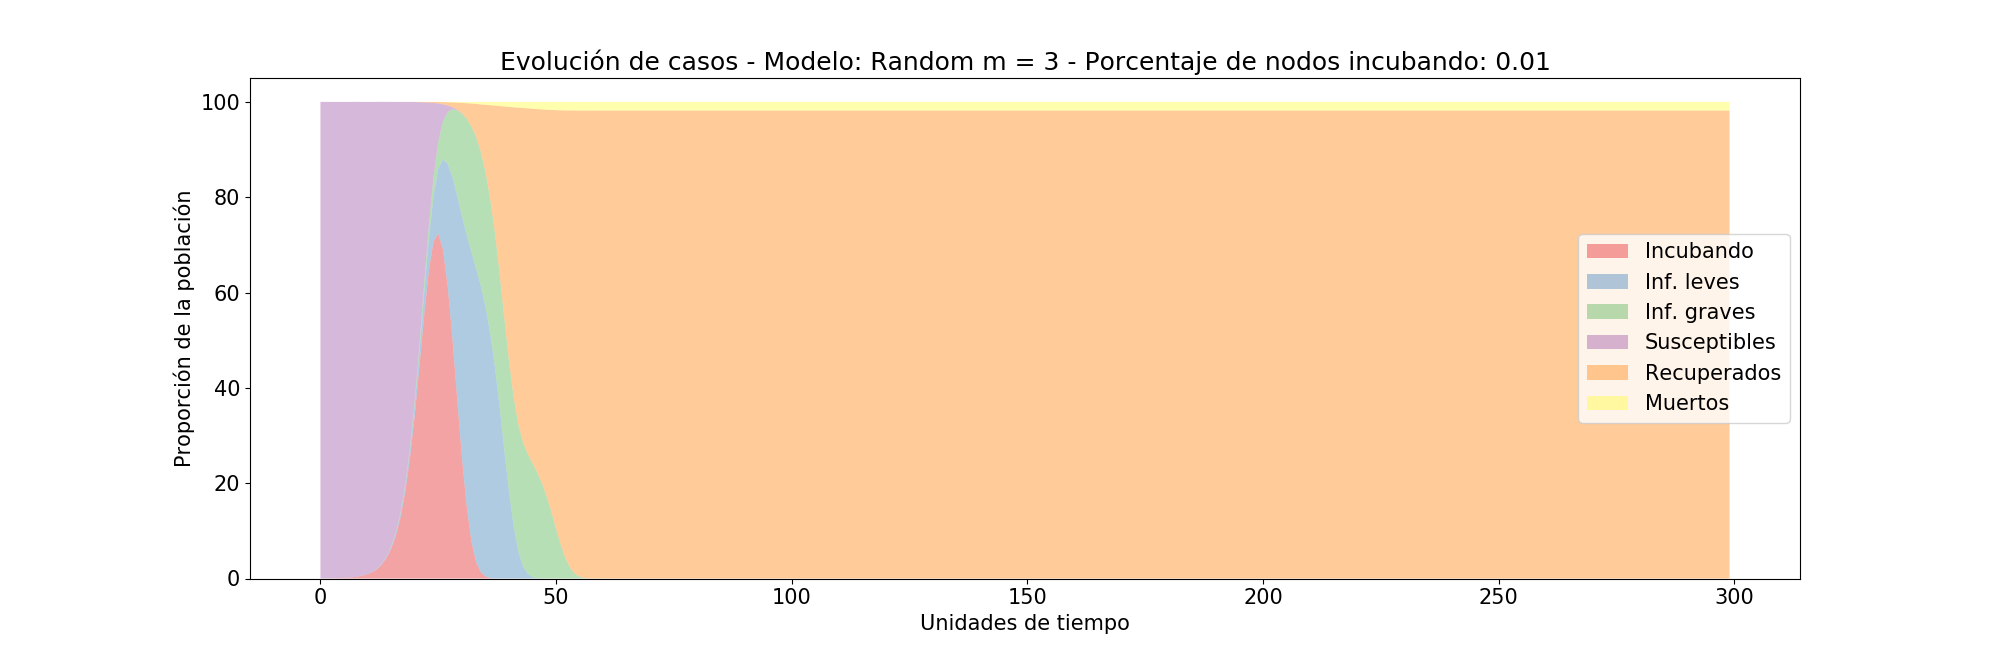 Evolución de casos - Modelo: Random m = 3 - Porcentaje de nodos incubando: 0.01
Proporción de la población
100
80
60
40
20
0
Incubando
Inf. leves
Inf. graves
Susceptibles
Recuperados
Muertos
0 50 100 150 200 250 300
Unidades de tiempo